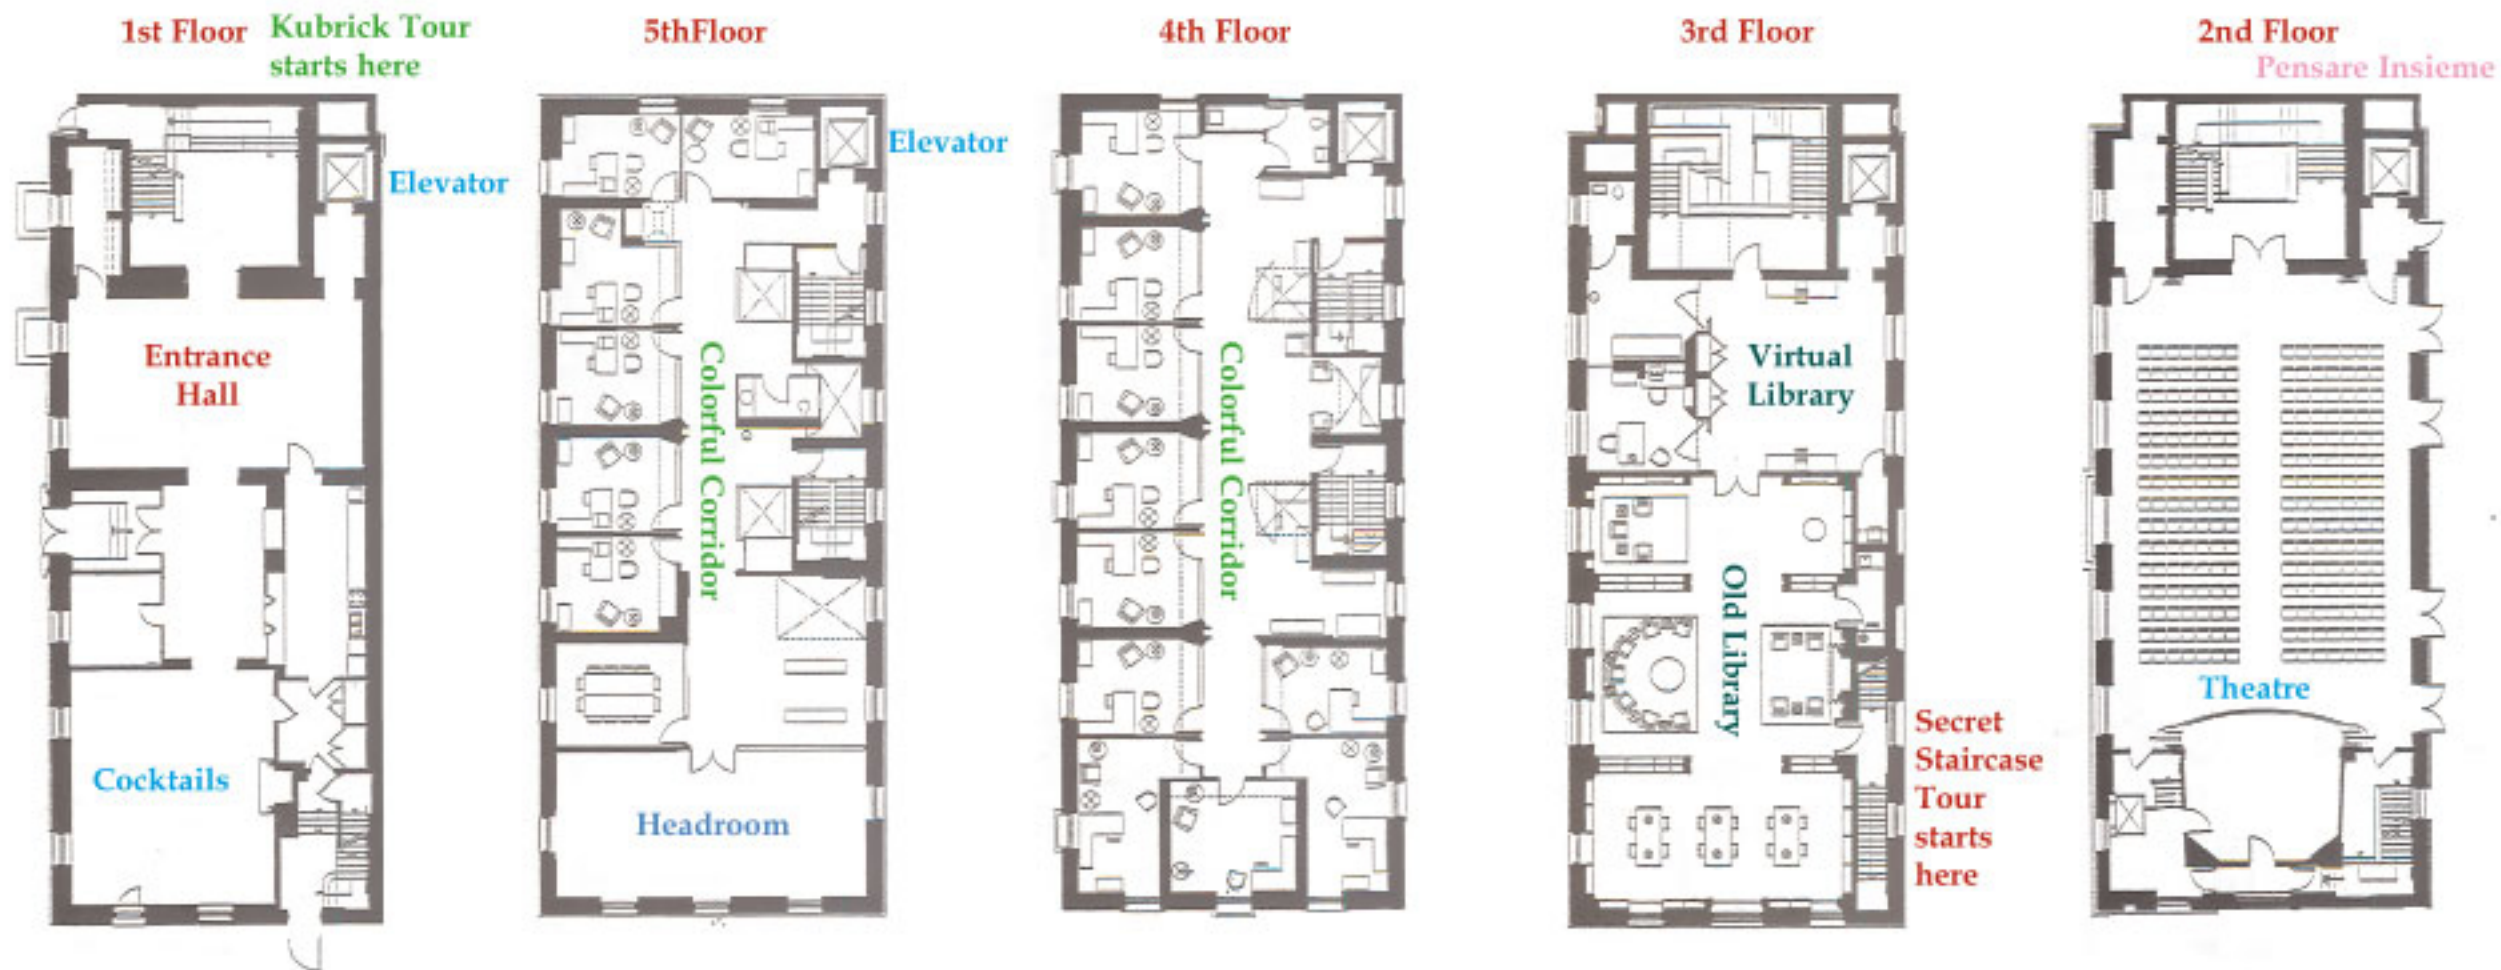 1st Floor
Kubrick Tour
starts here
Elevator
Entrance
Hall
Cocktails
5thFloor
Elevator
Colorful Corridor
Headroom
4th Floor
Colorful Corridor
3rd Floor
Virtual
Library
Old Library
Secret
Staircase
Tour
starts
here
2nd Floor
Pensare Insieme
Theatre